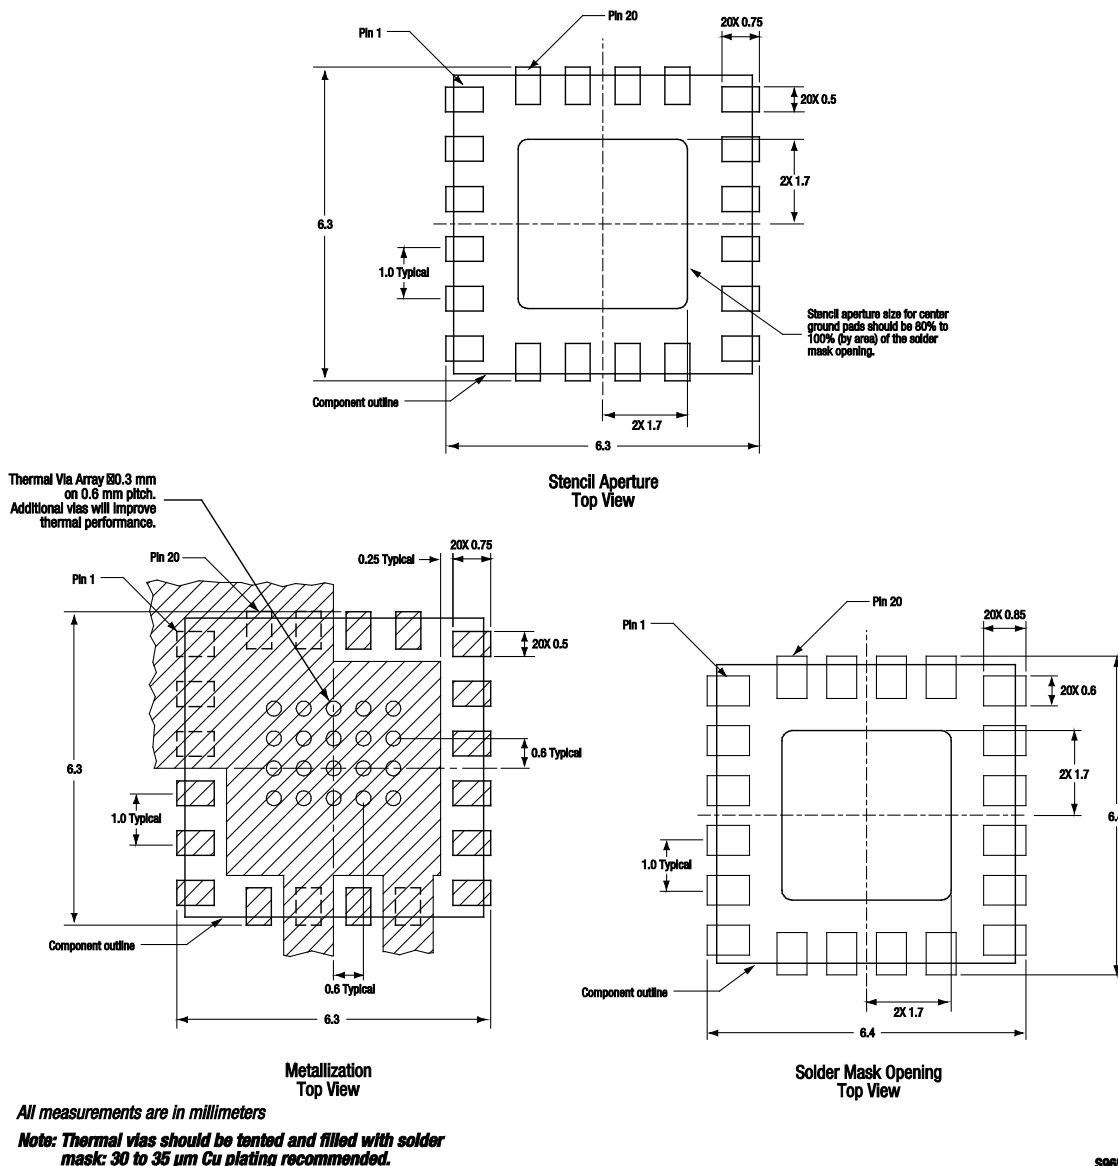 Pin 20
20X 0.75
Pin 1
20X 0.5
2X 1.7
6.3
1.0 Typical
Stencil aperture size for center
ground pads should be 80% to
100% (by area) of the solder
mask opening.
Component outline
2X 1.7
6.3
Stencil Aperture
Top View
Thermal Via Array 0.3 mm
on 0.6 mm pitch.
Additional vias will improve
thermal performance.
0.25 Typical
20X 0.75
Pin 20
Pin 1
20X 0.5
0.6 Typical
6.3
1.0 Typical
Component outline
0.6 Typical
6.3
Metallization
Top View
Pin 20
20X 0.85
Pin 1
20X 0.6
2X 1.7
1.0 Typical
Component outline
2X 1.7
6.4
Solder Mask Opening
Top View
All measurements are in millimeters
Note: Thermal vias should be tented and filled with solder
mask: 30 to 35 μm Cu plating recommended.